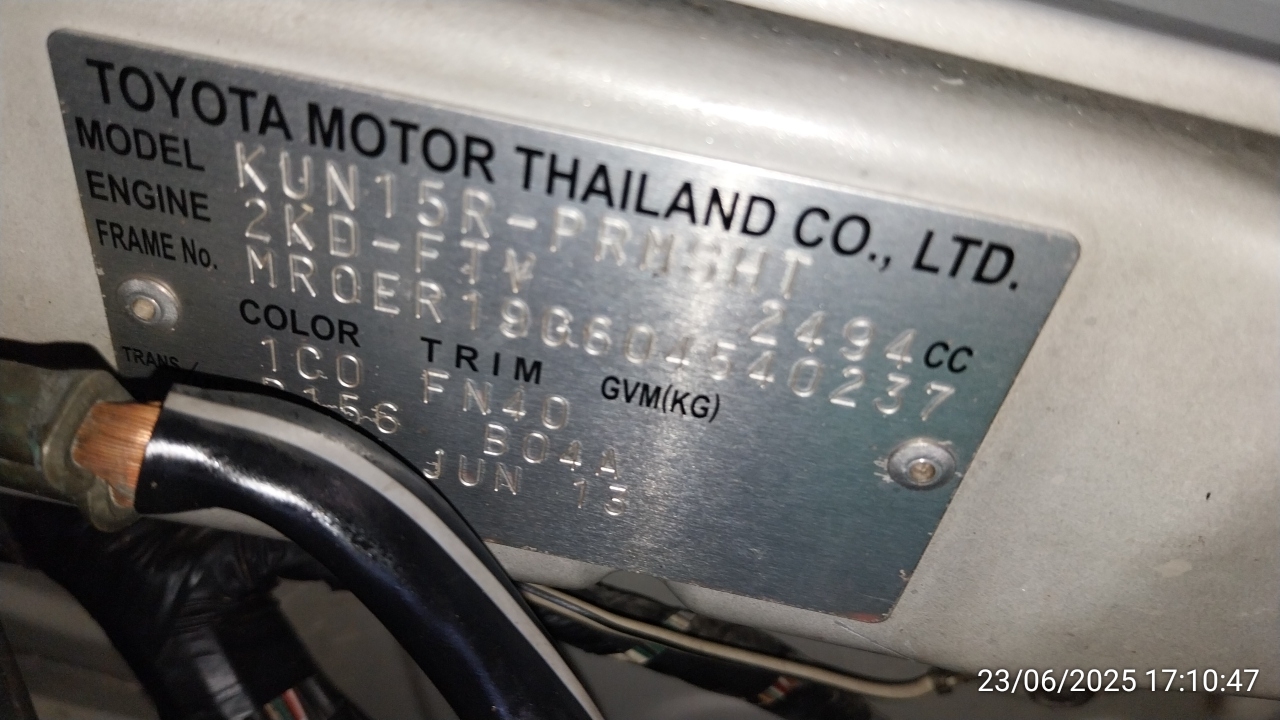 TOYOTA MOTOR THAILAND CO., LTD.
MODEL KUN15R-PRMSHT
ENGINE 2KD-FTV 2494 CC
FRAME No. MR0ER19G604540237
COLOR TRIM GVM(KG)
1C0 FN40
TRANS/
B04A
JUN 13
23/06/2025 17:10:47